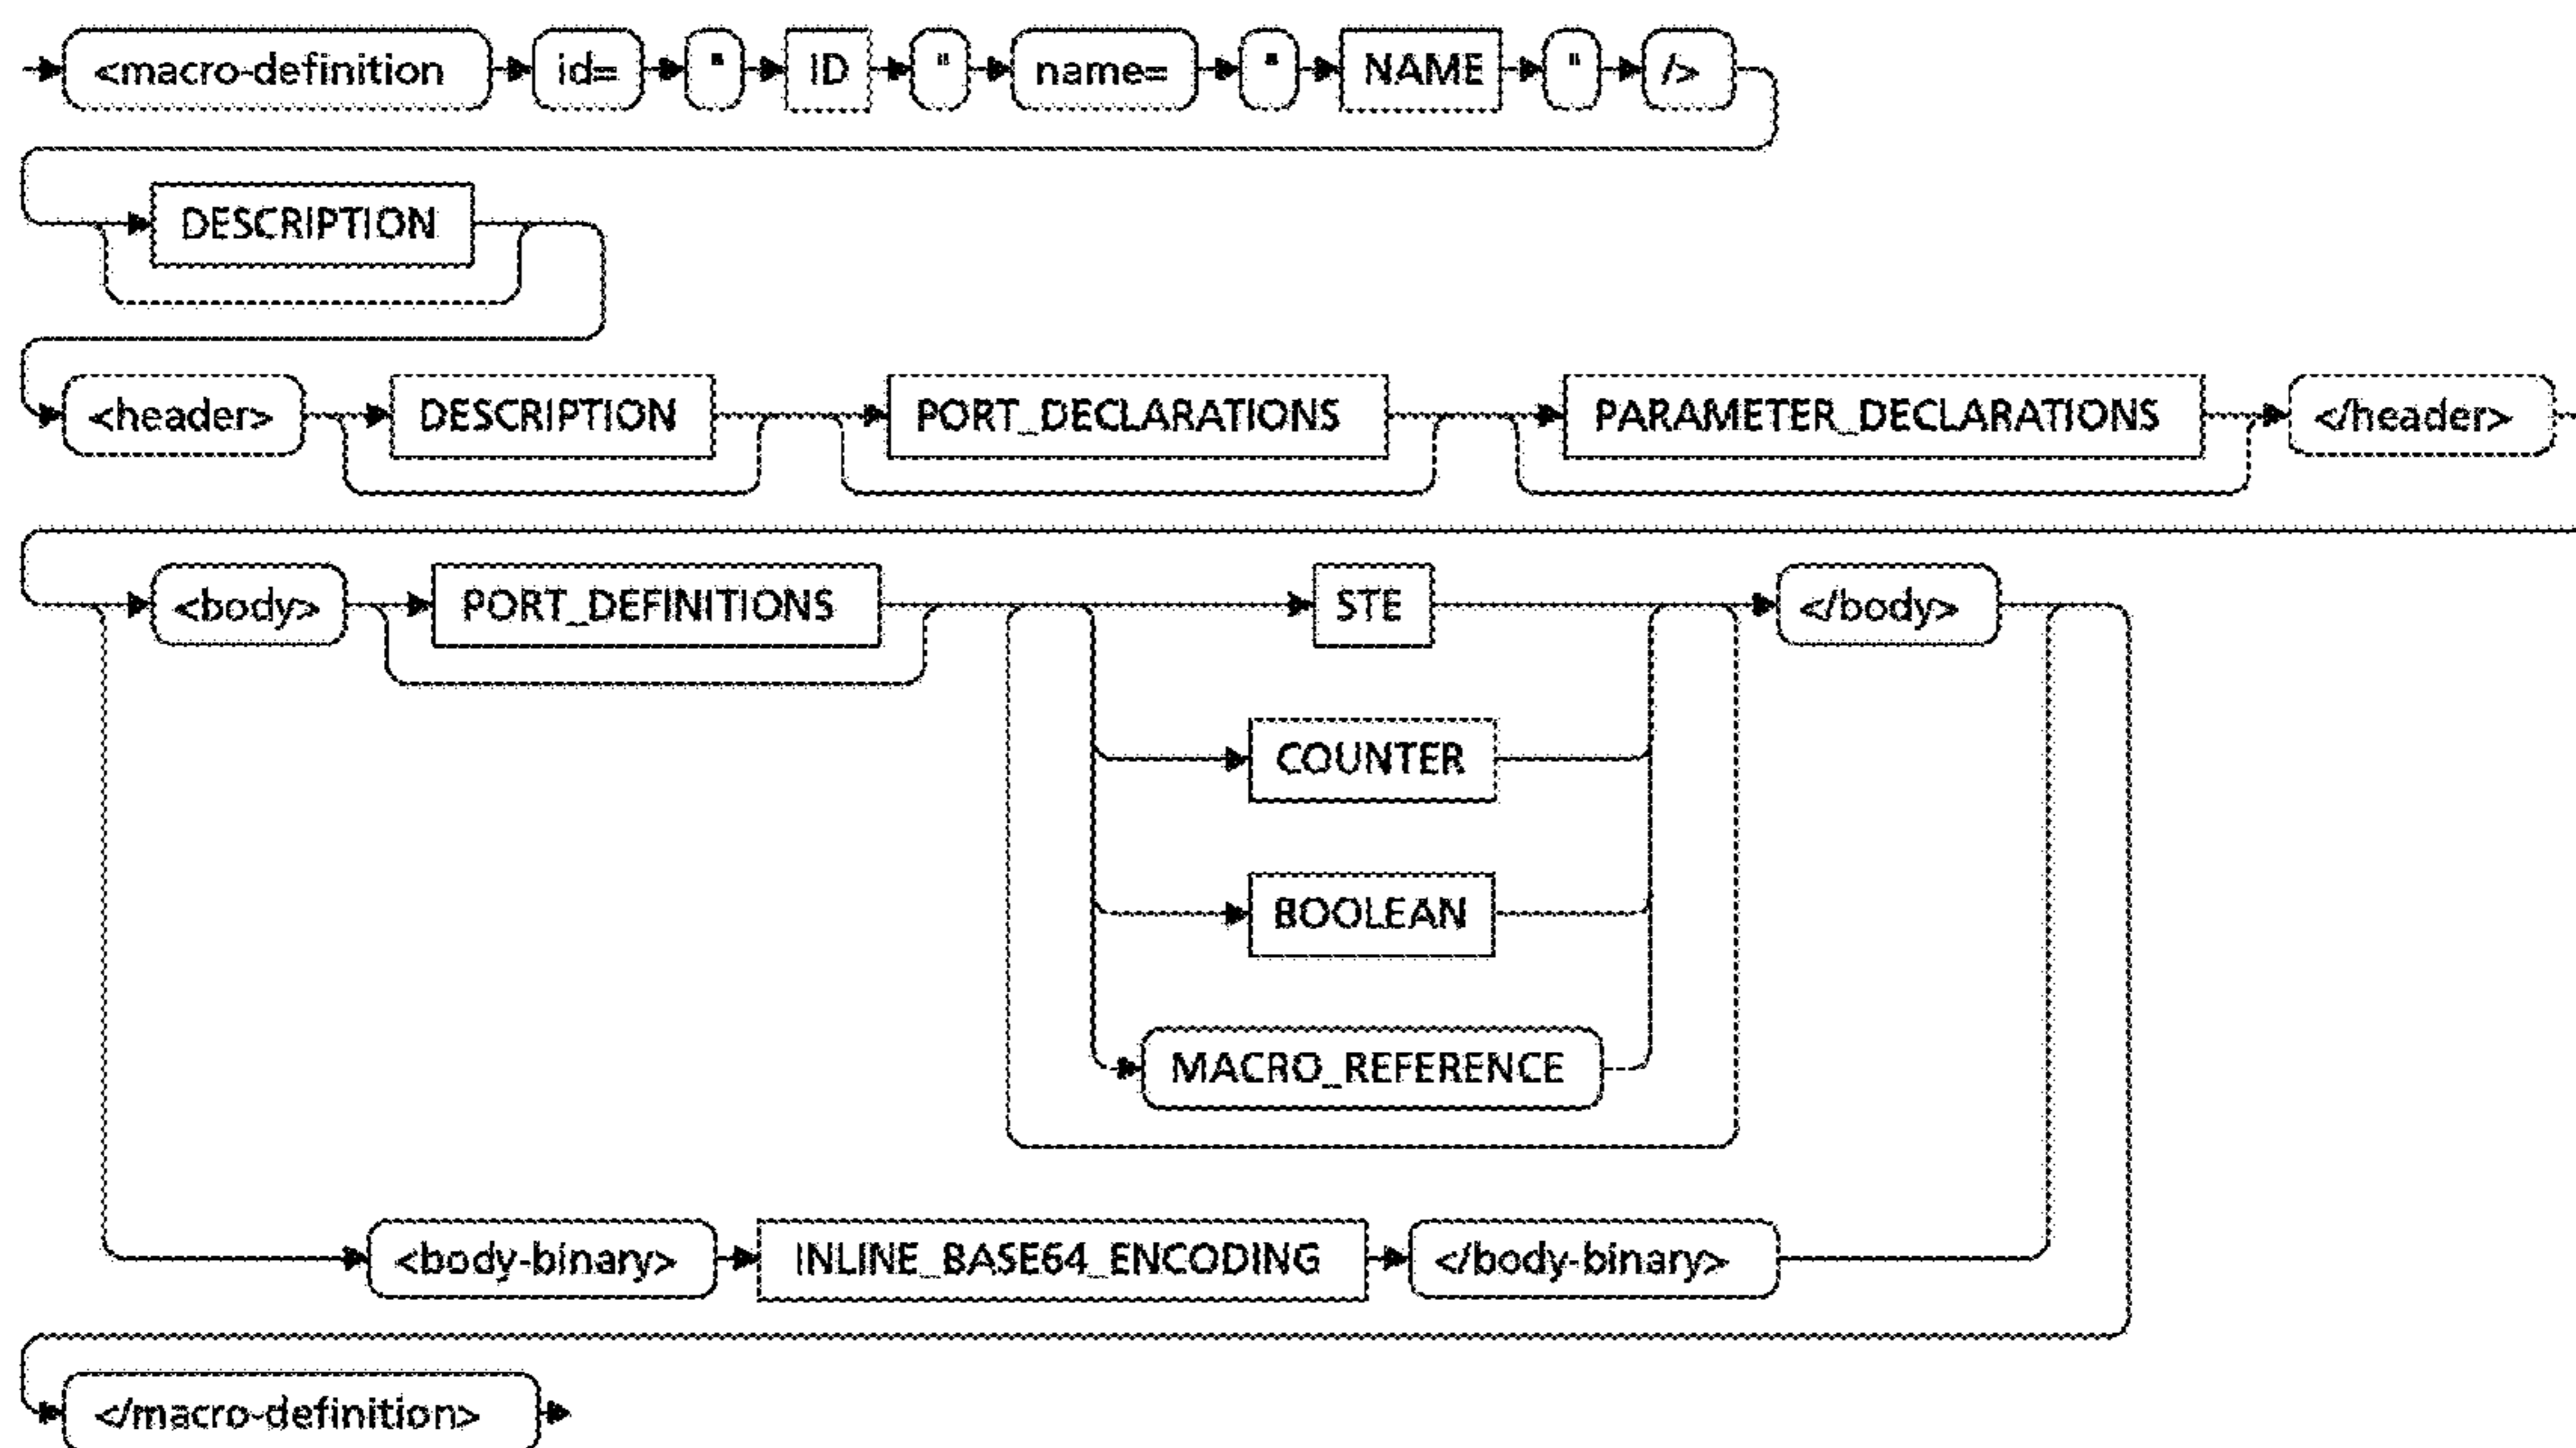 <macro-definition id= " ID " name= " NAME " />
DESCRIPTION
<header> DESCRIPTION PORT_DECLARATIONS PARAMETER_DECLARATIONS </header>
<body> PORT_DEFINITIONS STE </body>
COUNTER
BOOLEAN
MACRO_REFERENCE
<body-binary> INLINE_BASE64_ENCODING </body-binary>
</macro-definition>